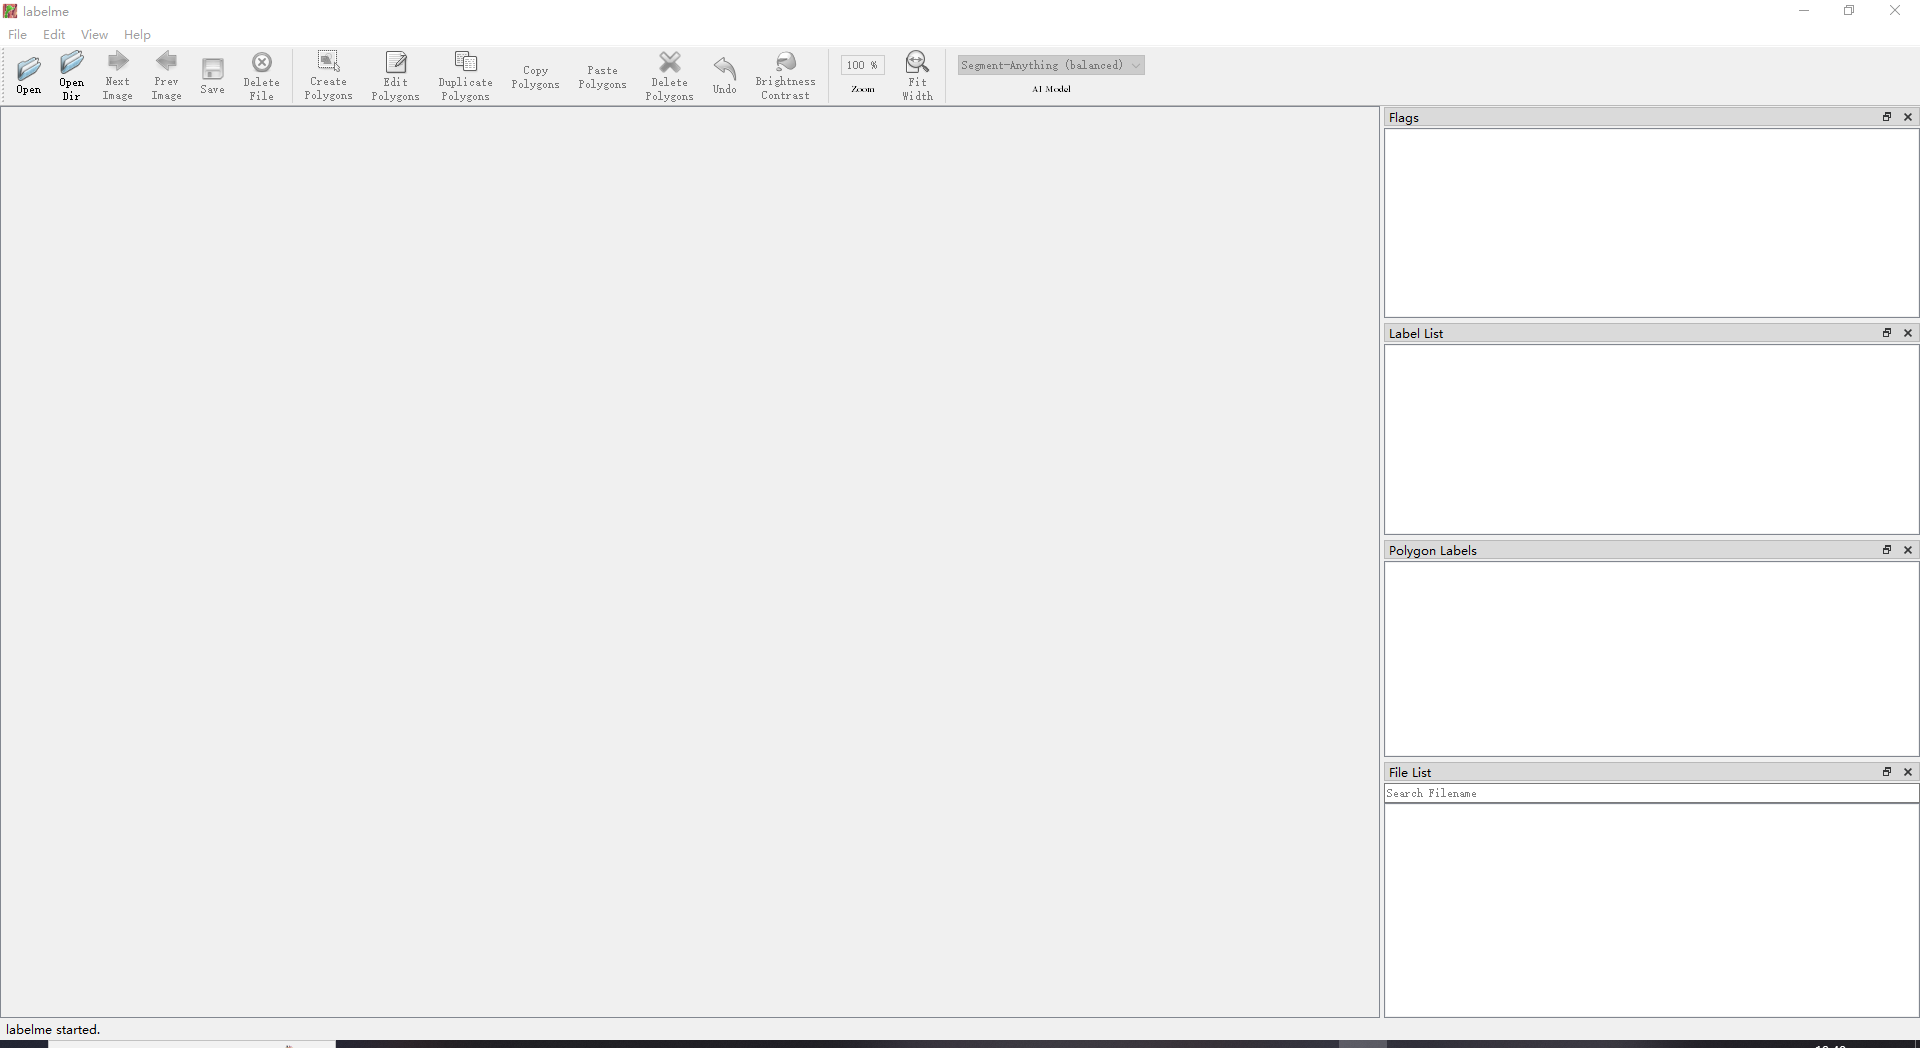 labelme
File Edit View Help
Open
Open
Dir
Next
Image
Prev
Image
Save
Delete
File
Create
Polygons
Edit
Polygons
Duplicate
Polygons
Copy
Polygons
Paste
Polygons
Delete
Polygons
Undo
Brightness
Contrast
100 %
Zoom
Fit
Width
Segment-Anything (balanced)
AI Model
Flags
Label List
Polygon Labels
File List
Search Filename
labelme started.